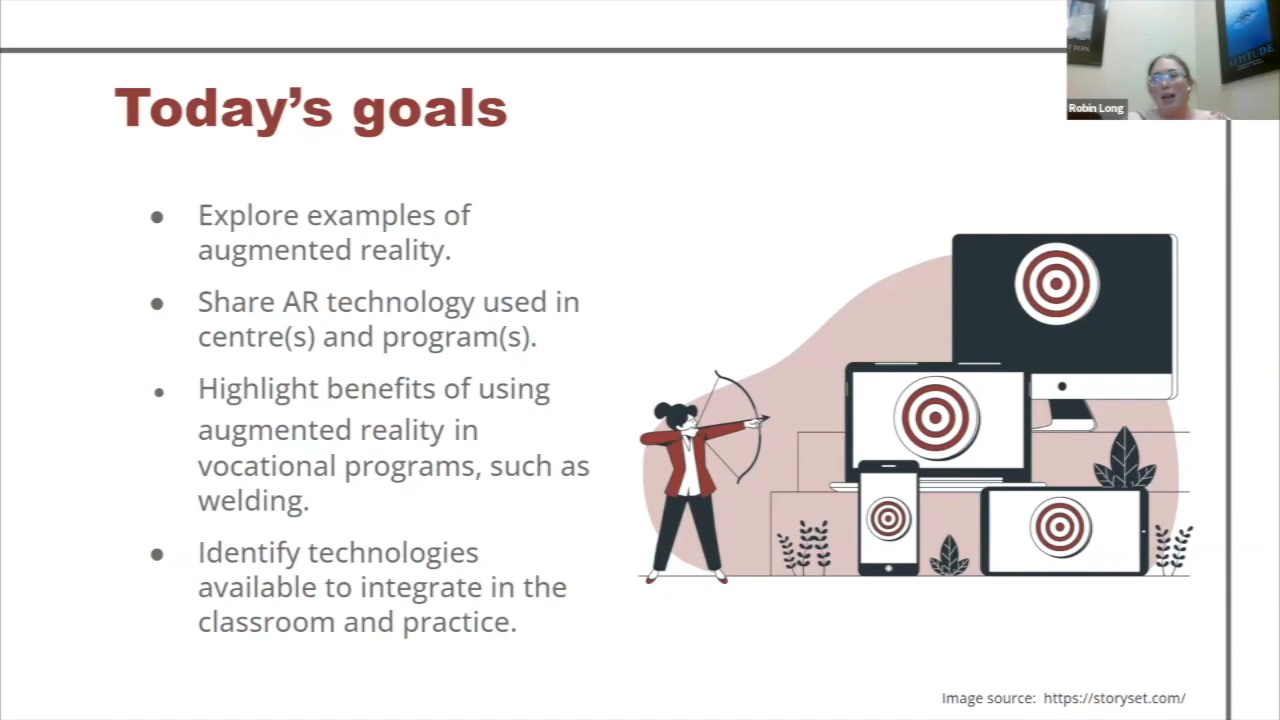 Today's goals
● Explore examples of
augmented reality.
● Share AR technology used in
centre(s) and program(s).
● Highlight benefits of using
augmented reality in
vocational programs, such as
welding.
● Identify technologies
available to integrate in the
classroom and practice.
Image source: https://storyset.com/
Robin Long